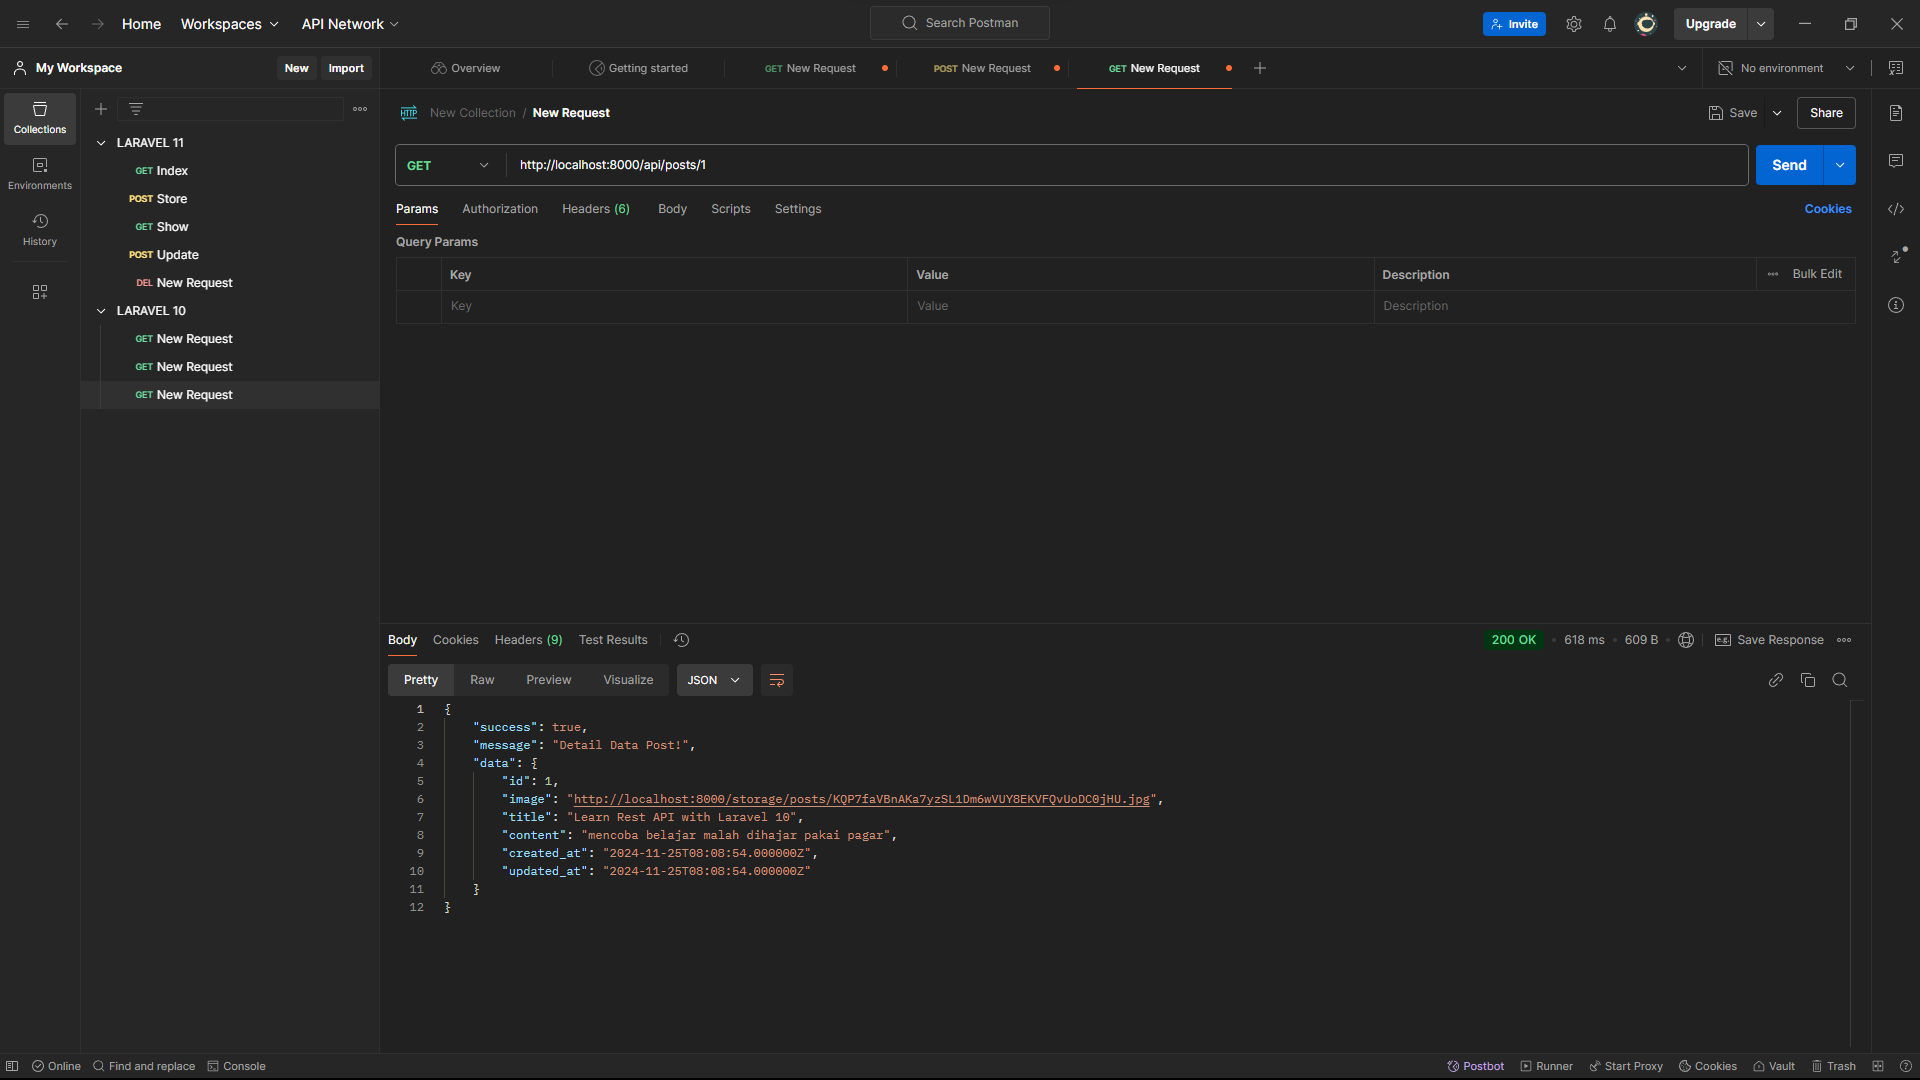 Home Workspaces API Network Search Postman Invite Upgrade
My Workspace New Import Overview Getting started GET New Request POST New Request GET New Request No environment
Collections
Environments
History
LARAVEL 11
GET Index
POST Store
GET Show
POST Update
DEL New Request
LARAVEL 10
GET New Request
GET New Request
GET New Request
HTTP New Collection / New Request Save Share
GET http://localhost:8000/api/posts/1 Send
Params Authorization Headers (6) Body Scripts Settings Cookies
Query Params
Key Value Description Bulk Edit
Key Value Description
Body Cookies Headers (9) Test Results 200 OK 618 ms 609 B e.g. Save Response
Pretty Raw Preview Visualize JSON
1 {
2 "success": true,
3 "message": "Detail Data Post!",
4 "data": {
5 "id": 1,
6 "image": "http://localhost:8000/storage/posts/KQP7faVBnAKa7yzSL1Dm6wVUY8EKVFQvUoDC0jHU.jpg",
7 "title": "Learn Rest API with Laravel 10",
8 "content": "mencoba belajar malah dihajar pakai pagar",
9 "created_at": "2024-11-25T08:08:54.000000Z",
10 "updated_at": "2024-11-25T08:08:54.000000Z"
11 }
12 }
Online Find and replace Console Postbot Runner Start Proxy Cookies Vault Trash